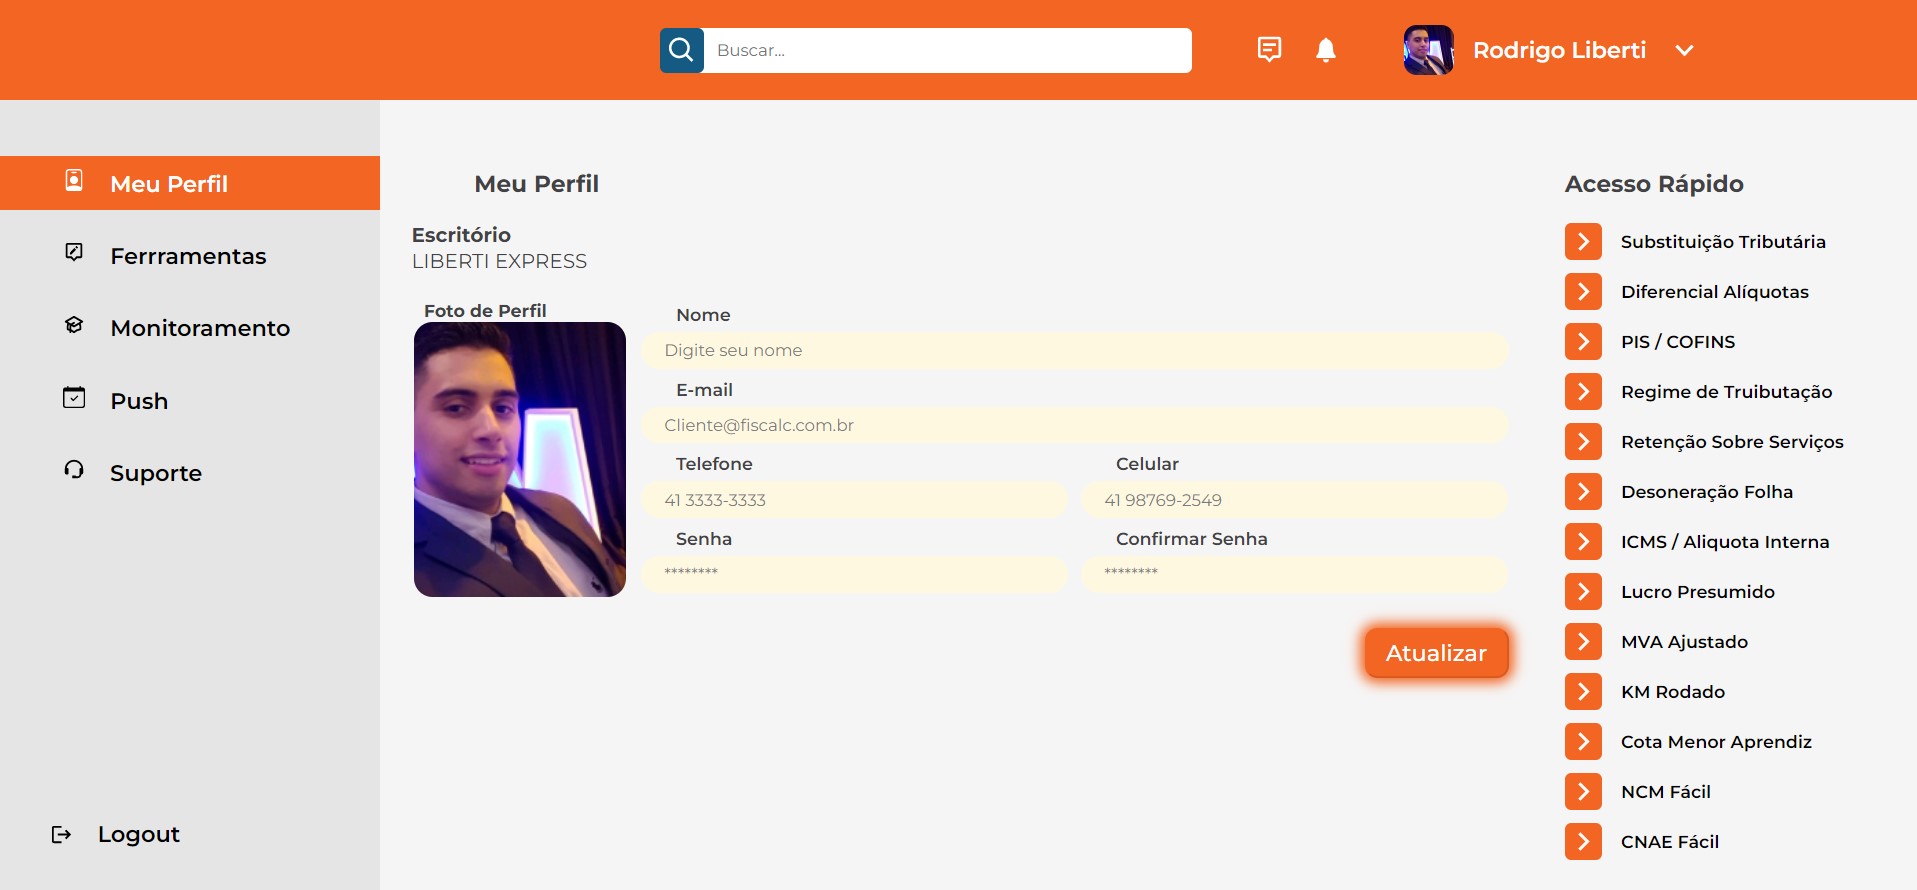 Buscar...
Rodrigo Liberti
Meu Perfil
Ferrramentas
Monitoramento
Push
Suporte
Logout
Meu Perfil
Escritório
LIBERTI EXPRESS
Foto de Perfil
Nome
Digite seu nome
E-mail
Cliente@fiscalc.com.br
Telefone
41 3333-3333
Celular
41 98769-2549
Senha
********
Confirmar Senha
********
Atualizar
Acesso Rápido
Substituição Tributária
Diferencial Alíquotas
PIS / COFINS
Regime de Truibutação
Retenção Sobre Serviços
Desoneração Folha
ICMS / Aliquota Interna
Lucro Presumido
MVA Ajustado
KM Rodado
Cota Menor Aprendiz
NCM Fácil
CNAE Fácil